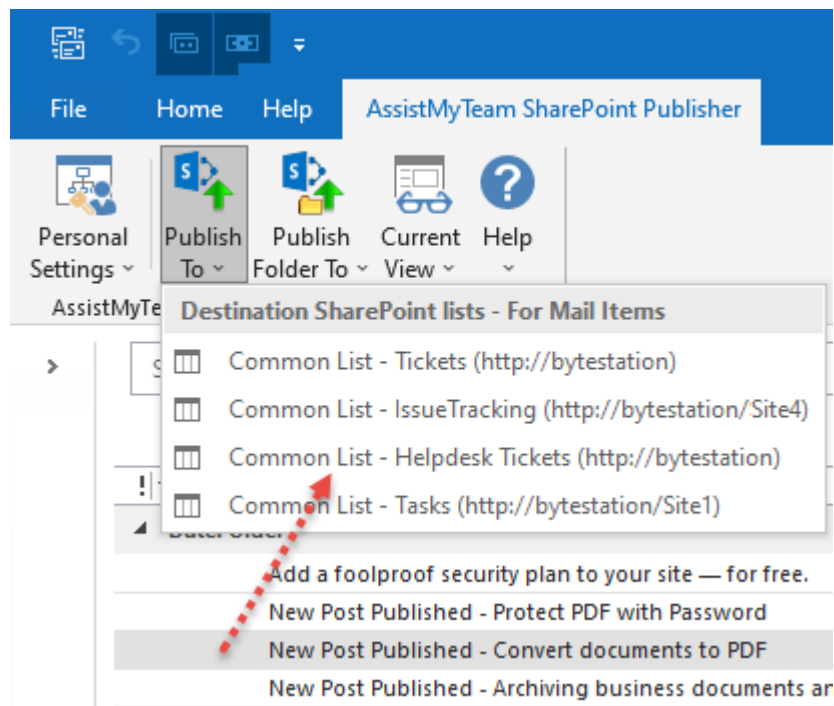 File Home Help AssistMyTeam SharePoint Publisher
Personal Settings
Publish To
Publish Folder To
Current View
Help
Destination SharePoint lists - For Mail Items
Common List - Tickets (http://bytestation)
Common List - IssueTracking (http://bytestation/Site4)
Common List - Helpdesk Tickets (http://bytestation)
Common List - Tasks (http://bytestation/Site1)
Add a foolproof security plan to your site — for free.
New Post Published - Protect PDF with Password
New Post Published - Convert documents to PDF
New Post Published - Archiving business documents